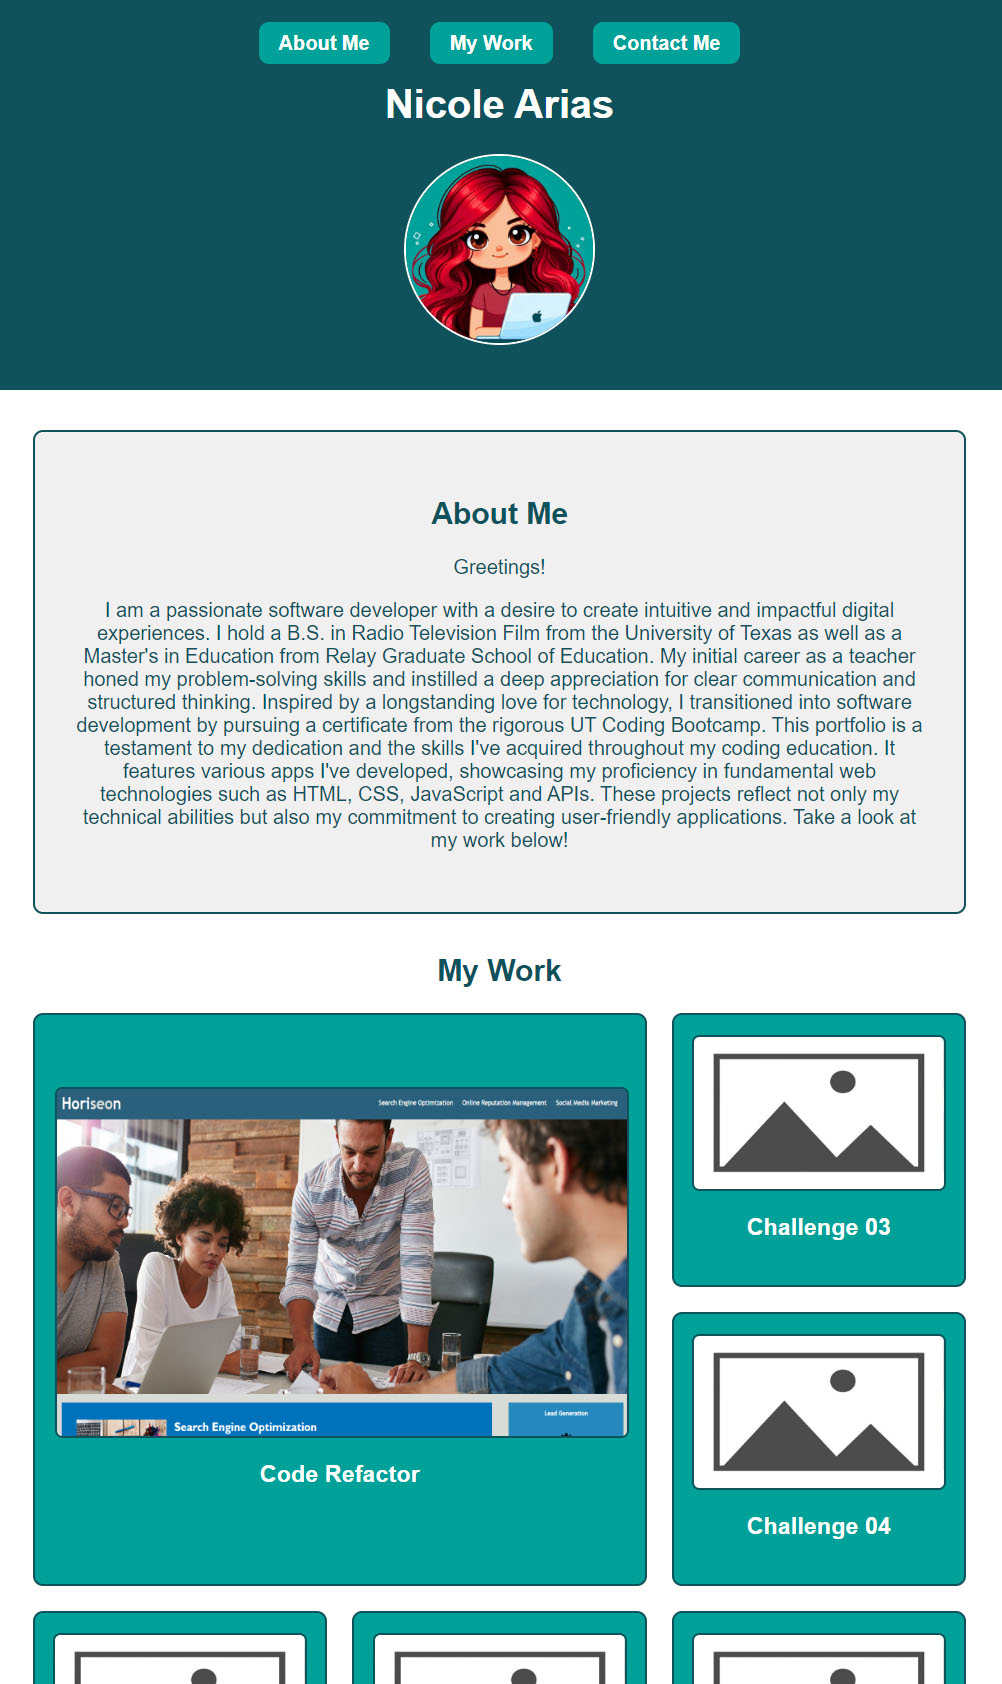 About Me
My Work
Contact Me
Nicole Arias
About Me
Greetings!
I am a passionate software developer with a desire to create intuitive and impactful digital
experiences. I hold a B.S. in Radio Television Film from the University of Texas as well as a
Master's in Education from Relay Graduate School of Education. My initial career as a teacher
honed my problem-solving skills and instilled a deep appreciation for clear communication and
structured thinking. Inspired by a longstanding love for technology, I transitioned into software
development by pursuing a certificate from the rigorous UT Coding Bootcamp. This portfolio is a
testament to my dedication and the skills I've acquired throughout my coding education. It
features various apps I've developed, showcasing my proficiency in fundamental web
technologies such as HTML, CSS, JavaScript and APIs. These projects reflect not only my
technical abilities but also my commitment to creating user-friendly applications. Take a look at
my work below!
My Work
Horiseon
Search Engine Optimization
Online Reputation Management
Social Media Marketing
Search Engine Optimization
Lead Generation
Code Refactor
Challenge 03
Challenge 04